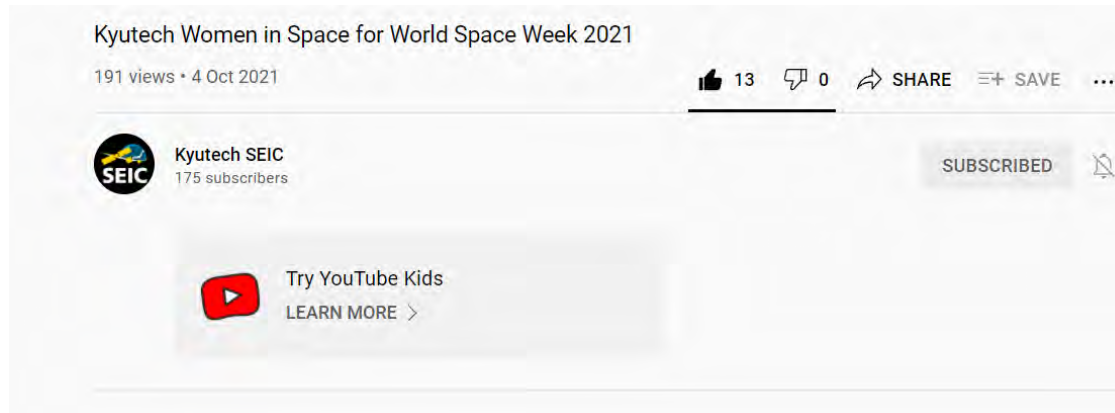 Kyutech Women in Space for World Space Week 2021
191 views • 4 Oct 2021
13 0 SHARE SAVE
SEIC
Kyutech SEIC
175 subscribers
SUBSCRIBED
Try YouTube Kids
LEARN MORE